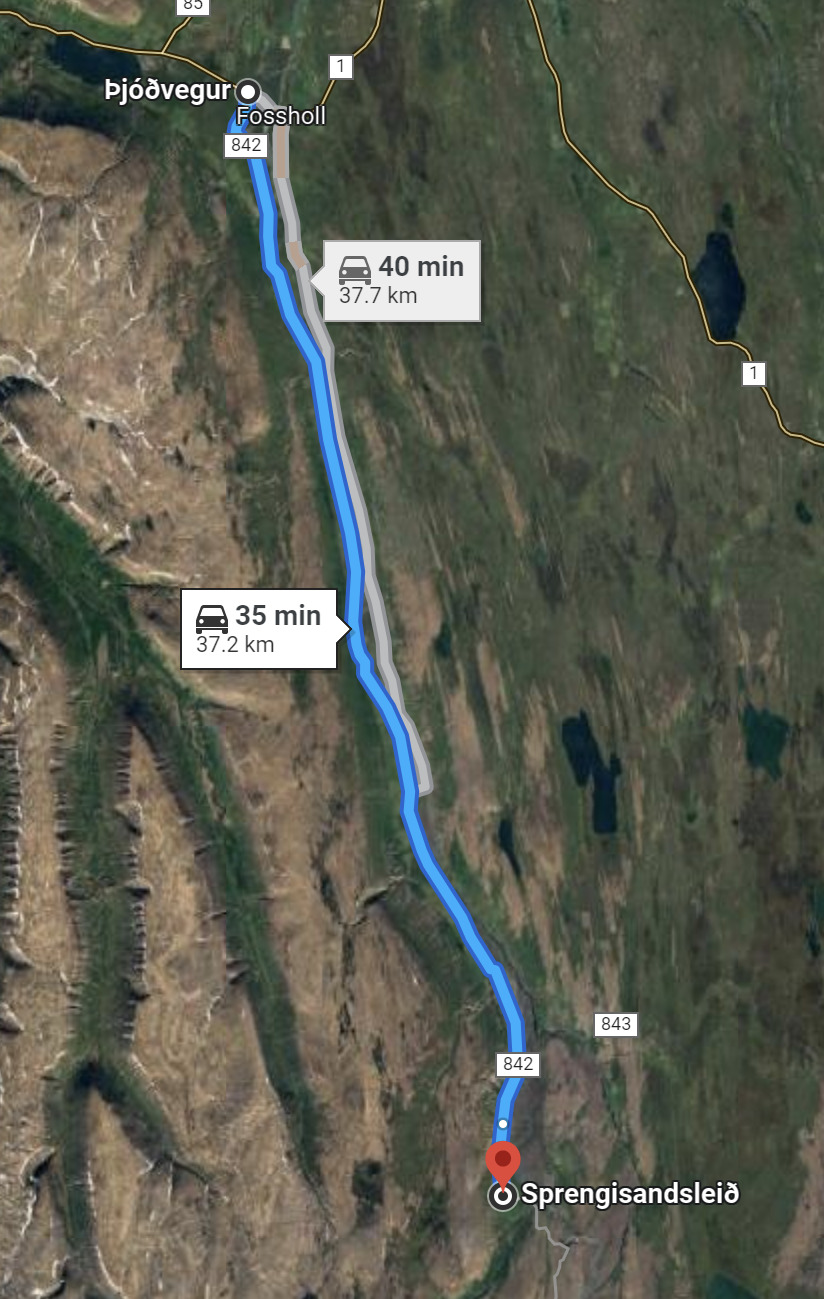 85
1
Þjóðvegur
Fossholl
842
40 min
37.7 km
1
35 min
37.2 km
843
842
Sprengisandsleið